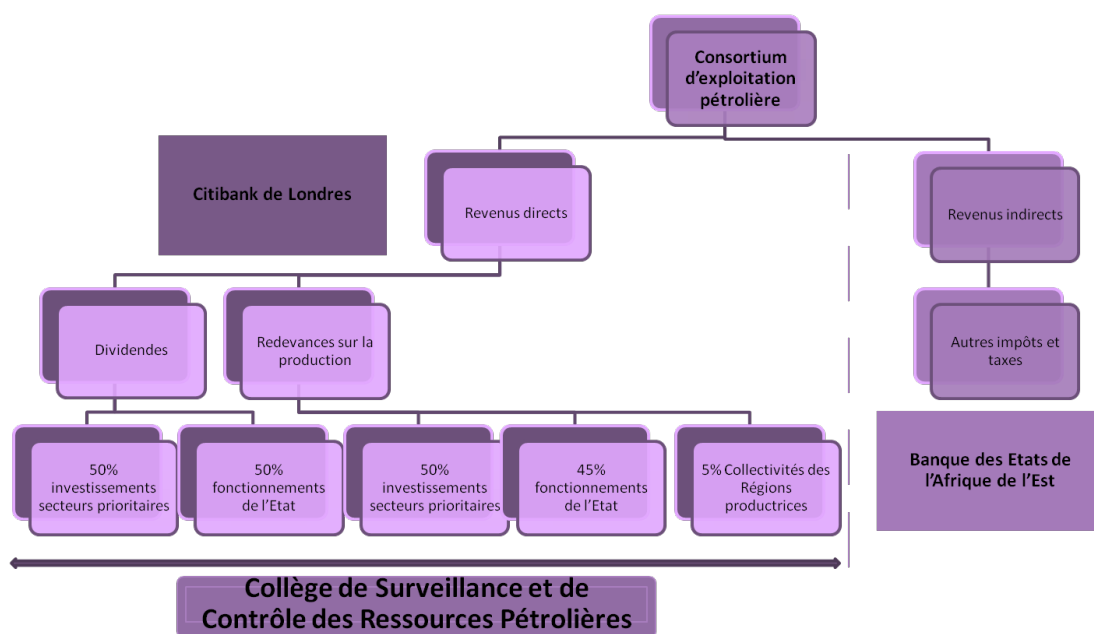 Consortium
d'exploitation
pétrolière
Citibank de Londres
Revenus directs
Revenus indirects
Dividendes
Redevances sur la
production
Autres impôts et
taxes
50%
investissements
secteurs prioritaires
50%
fonctionnements
de l'Etat
50%
investissements
secteurs prioritaires
45%
fonctionnements
de l'Etat
5% Collectivités des
Régions
productrices
Banque des Etats de
l'Afrique de l'Est
Collège de Surveillance et de
Contrôle des Ressources Pétrolières